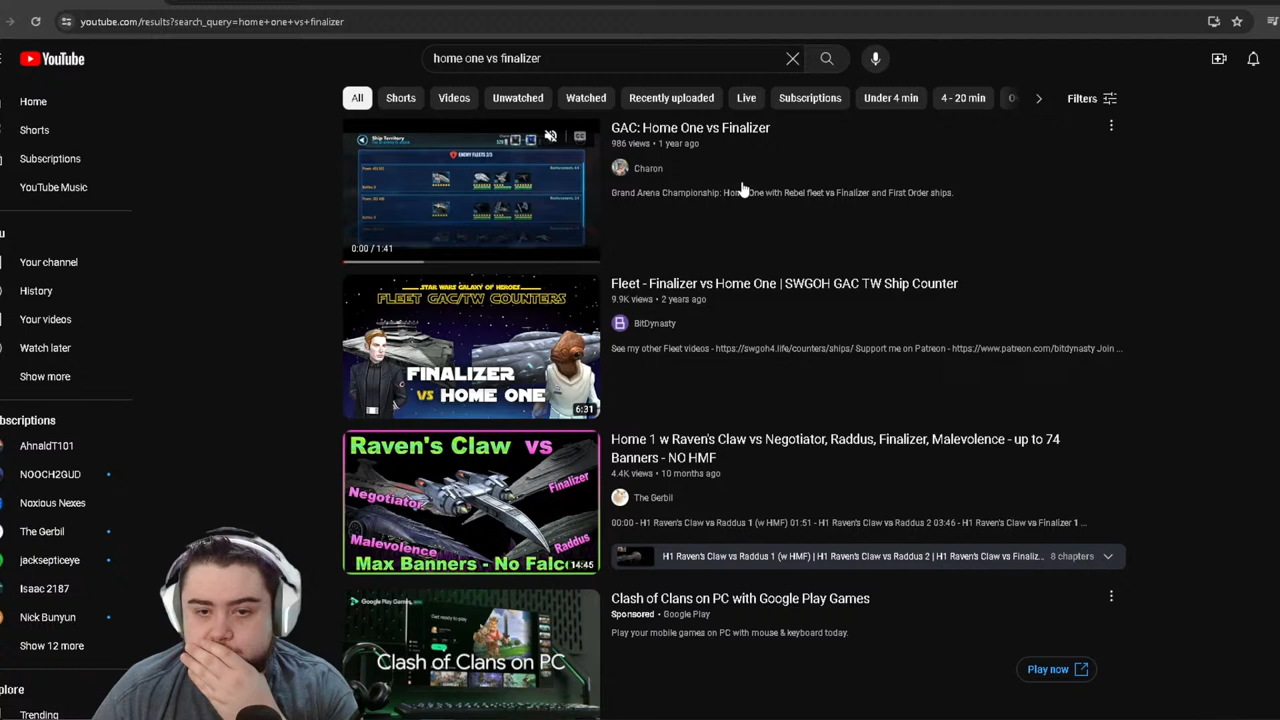 youtube.com/results?search_query=home+one+vs+finalizer
YouTube
home one vs finalizer
All
Shorts
Videos
Unwatched
Watched
Recently uploaded
Live
Subscriptions
Under 4 min
4 - 20 min
Filters
Home
Shorts
Subscriptions
YouTube Music
u
Your channel
History
Your videos
Watch later
Show more
bscriptions
AhnaldT101
NOOCH2GUD
Noxious Nexes
The Gerbil
jacksepticeye
Isaac 2187
Nick Bunyun
Show 12 more
plore
Trending
Ship Territory
ENEMY FLEETS 2/3
0:00 / 1:41
GAC: Home One vs Finalizer
986 views • 1 year ago
Charon
Grand Arena Championship: Home One with Rebel fleet vs Finalizer and First Order ships.
STAR WARS GALAXY OF HEROES
FLEET GAC/TW COUNTERS
FINALIZER
VS HOME ONE
6:31
Fleet - Finalizer vs Home One | SWGOH GAC TW Ship Counter
9.9K views • 2 years ago
BitDynasty
See my other Fleet videos - https://swgoh4.life/counters/ships/ Support me on Patreon - https://www.patreon.com/bitdynasty Join ...
Raven's Claw vs
Negotiator
Finalizer
Malevolence
Raddus
Max Banners - No Falc
14:45
Home 1 w Raven's Claw vs Negotiator, Raddus, Finalizer, Malevolence - up to 74
Banners - NO HMF
4.4K views • 10 months ago
The Gerbil
00:00 - H1 Raven's Claw vs Raddus 1 (w HMF) 01:51 - H1 Raven's Claw vs Raddus 2 03:46 - H1 Raven's Claw vs Finalizer 1 ...
H1 Raven's Claw vs Raddus 1 (w HMF) | H1 Raven's Claw vs Raddus 2 | H1 Raven's Claw vs Finaliz...
8 chapters
Google Play Games
Clash of Clans on PC
Clash of Clans on PC with Google Play Games
Sponsored • Google Play
Play your mobile games on PC with mouse & keyboard today.
Play now